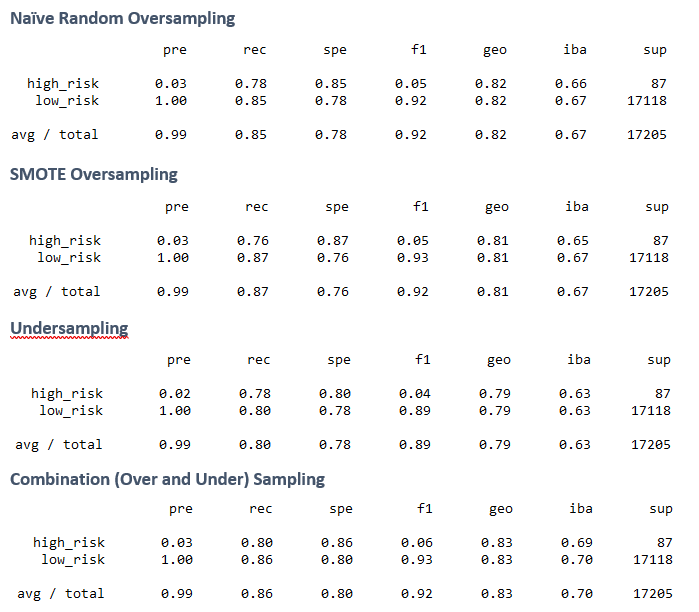 Naïve Random Oversampling
pre rec spe f1 geo iba sup
high_risk 0.03 0.78 0.85 0.05 0.82 0.66 87
low_risk 1.00 0.85 0.78 0.92 0.82 0.67 17118
avg / total 0.99 0.85 0.78 0.92 0.82 0.67 17205
SMOTE Oversampling
pre rec spe f1 geo iba sup
high_risk 0.03 0.76 0.87 0.05 0.81 0.65 87
low_risk 1.00 0.87 0.76 0.93 0.81 0.67 17118
avg / total 0.99 0.87 0.76 0.92 0.81 0.67 17205
Undersampling
pre rec spe f1 geo iba sup
high_risk 0.02 0.78 0.80 0.04 0.79 0.63 87
low_risk 1.00 0.80 0.78 0.89 0.79 0.63 17118
avg / total 0.99 0.80 0.78 0.89 0.79 0.63 17205
Combination (Over and Under) Sampling
pre rec spe f1 geo iba sup
high_risk 0.03 0.80 0.86 0.06 0.83 0.69 87
low_risk 1.00 0.86 0.80 0.93 0.83 0.70 17118
avg / total 0.99 0.86 0.80 0.92 0.83 0.70 17205